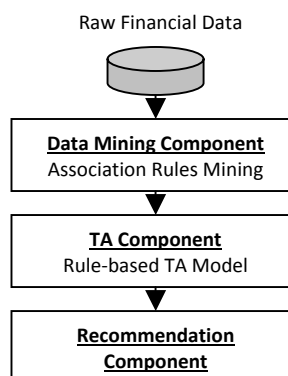 Raw Financial Data
Data Mining Component
Association Rules Mining
TA Component
Rule-based TA Model
Recommendation
Component